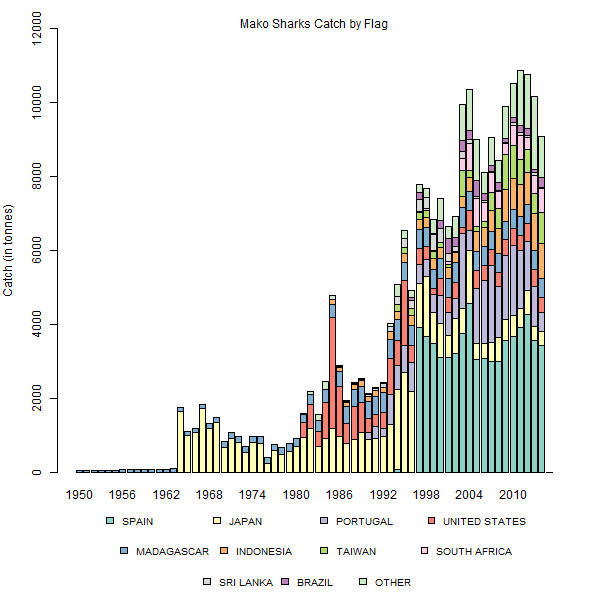 Mako Sharks Catch by Flag
Catch (in tonnes)
12000
10000
8000
6000
4000
2000
0
1950 1956 1962 1968 1974 1980 1986 1992 1998 2004 2010
SPAIN JAPAN PORTUGAL UNITED STATES
MADAGASCAR INDONESIA TAIWAN SOUTH AFRICA
SRI LANKA BRAZIL OTHER